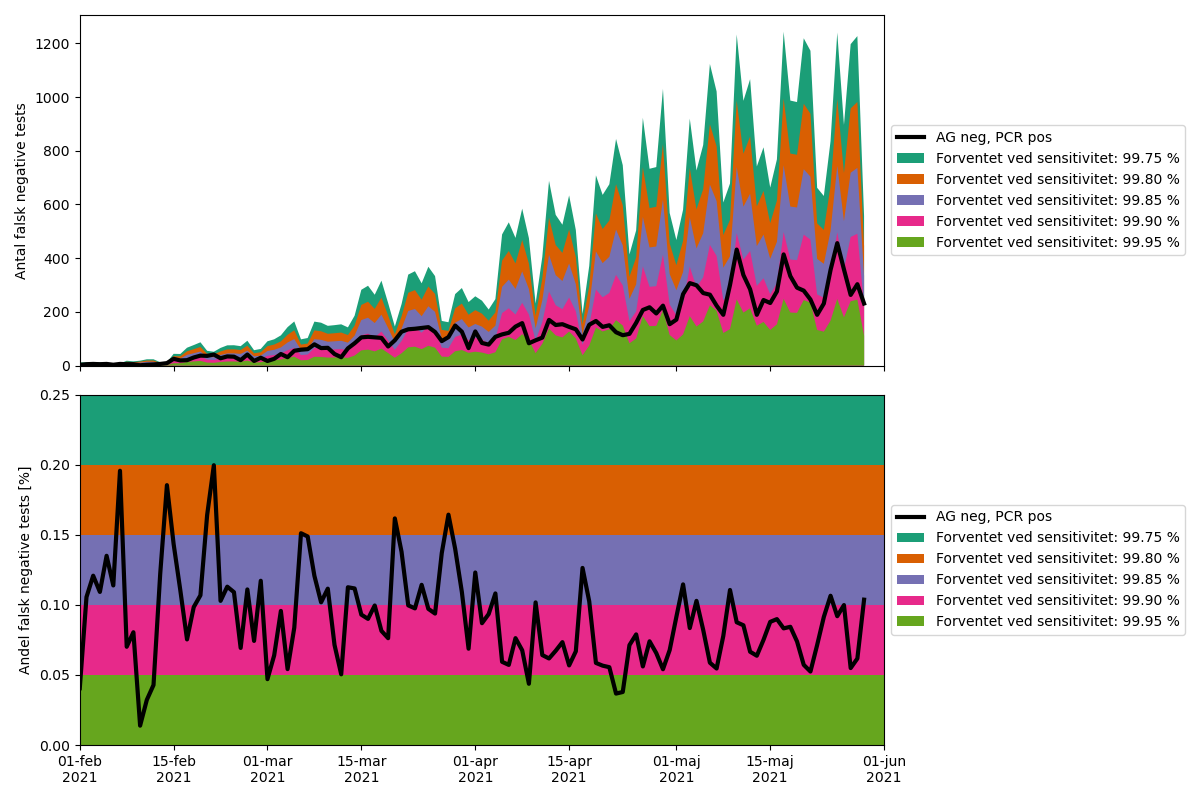 1200
1000
800
600
400
200
0
Antal falsk negative tests
AG neg, PCR pos
Forventet ved sensitivitet: 99.75 %
Forventet ved sensitivitet: 99.80 %
Forventet ved sensitivitet: 99.85 %
Forventet ved sensitivitet: 99.90 %
Forventet ved sensitivitet: 99.95 %
0.25
0.20
0.15
0.10
0.05
0.00
Andel falsk negative tests [%]
AG neg, PCR pos
Forventet ved sensitivitet: 99.75 %
Forventet ved sensitivitet: 99.80 %
Forventet ved sensitivitet: 99.85 %
Forventet ved sensitivitet: 99.90 %
Forventet ved sensitivitet: 99.95 %
01-feb 15-feb 01-mar 15-mar 01-apr 15-apr 01-maj 15-maj 01-jun
2021 2021 2021 2021 2021 2021 2021 2021 2021